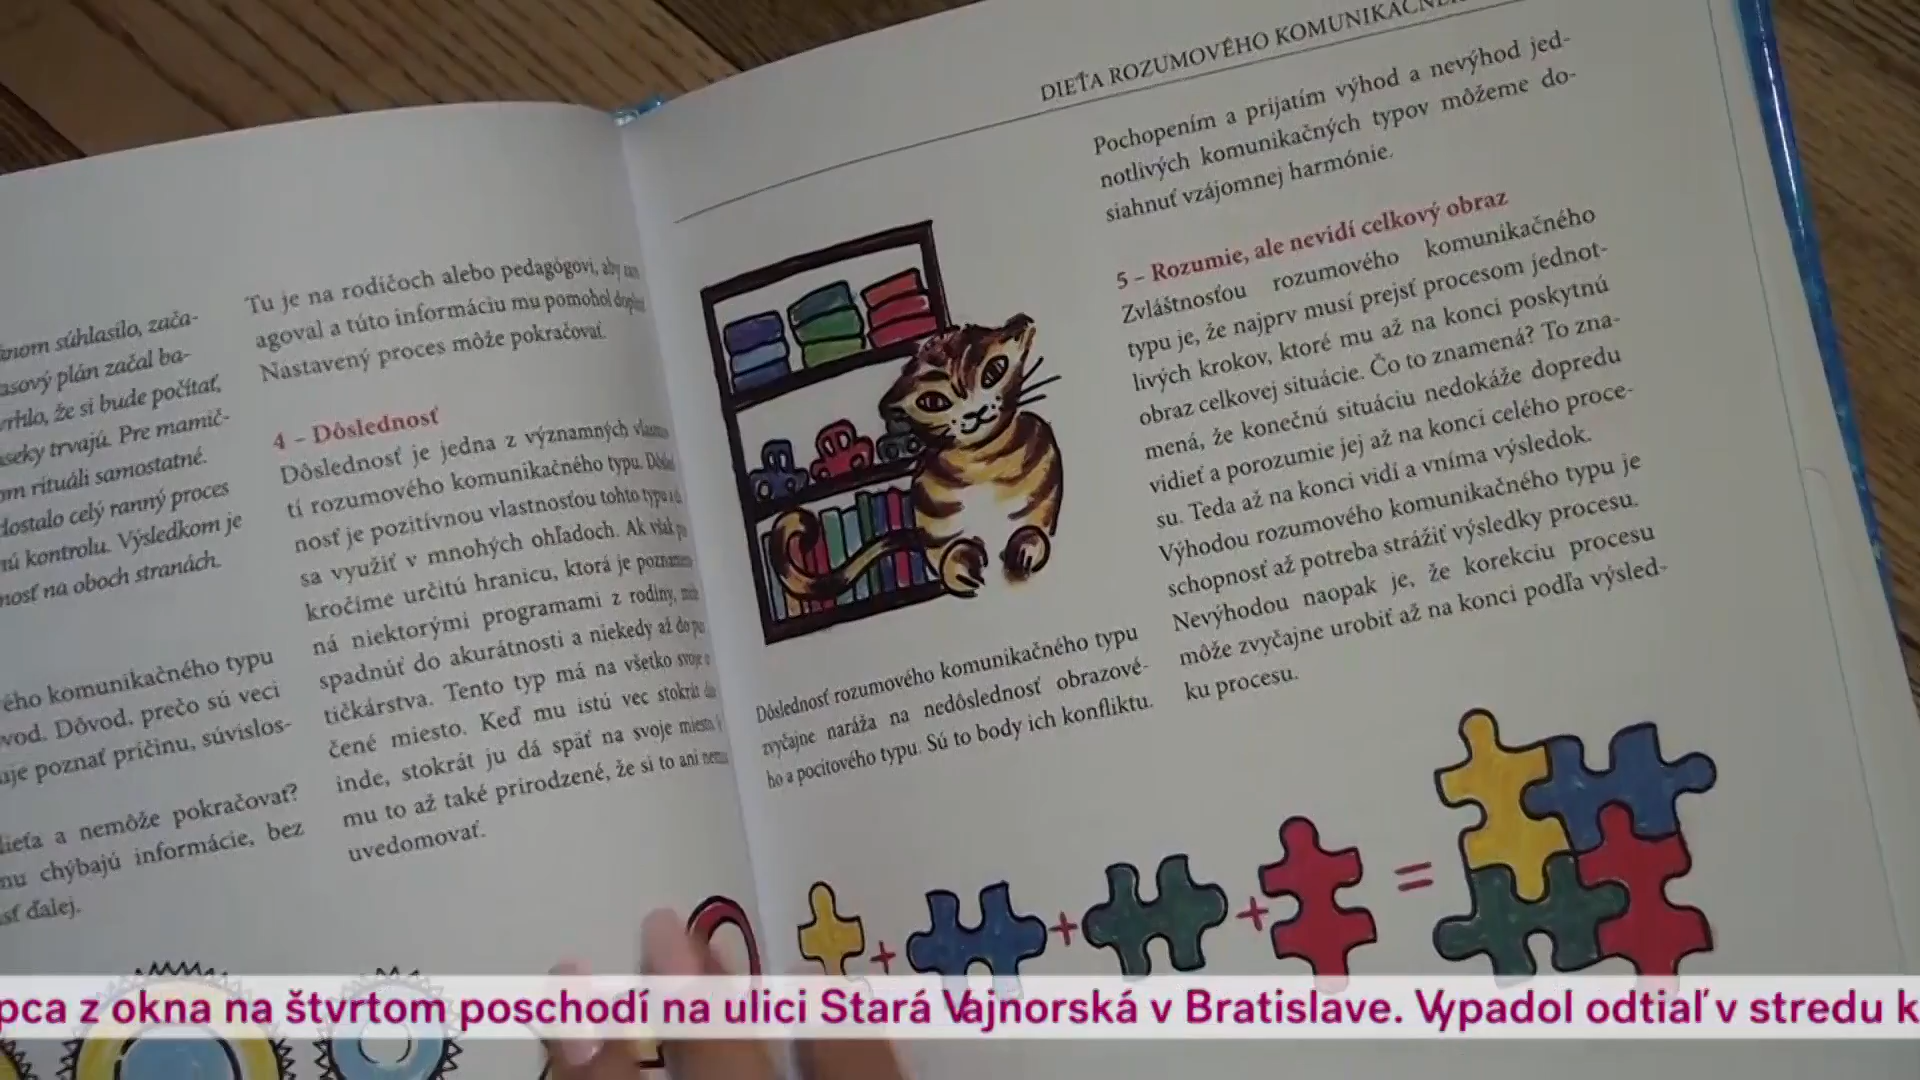 DIEŤA ROZUMOVÉHO
ánom súhlasilo, zača-
asový plán začal ba-
vrhlo, že si bude počítať,
seky trvajú. Pre mamič-
om rituáli samostatné.
dostalo celý ranný proces
nú kontrolu. Výsledkom je
nosť na oboch stranách.
ého komunikačného typu
vod. Dôvod, prečo sú veci
uje poznať príčinu, súvislos-
dieťa a nemôže pokračovať?
mu chýbajú informácie, bez
sť ďalej.
Tu je na rodičoch alebo pedagógovi, aby
agoval a túto informáciu mu pomohol
Nastavený proces môže pokračovať.
4 – Dôslednosť
Dôslednosť je jedna z významných
tí rozumového komunikačného typu.
nosť je pozitívnou vlastnosťou tohto typu
sa využiť v mnohých ohľadoch. Ak však
kročíme určitú hranicu, ktorá je
ná niektorými programami z rodiny,
spadnúť do akurátnosti a niekedy až do
tičkárstva. Tento typ má na všetko svoje
čené miesto. Keď mu istú vec stokrát
inde, stokrát ju dá späť na svoje miesto
mu to až také prirodzené, že si to ani
uvedomovať.
Dôslednosť rozumového komunikačného typu
zvyčajne naráža na nedôslednosť obrazové-
ho a pocitového typu. Sú to body ich konfliktu.
Pochopením a prijatím výhod a nevýhod jed-
notlivých komunikačných typov môžeme do-
siahnuť vzájomnej harmónie.
5 – Rozumie, ale nevidí celkový obraz
Zvláštnosťou rozumového komunikačného
typu je, že najprv musí prejsť procesom jednot-
livých krokov, ktoré mu až na konci poskytnú
obraz celkovej situácie. Čo to znamená? To zna-
mená, že konečnú situáciu nedokáže dopredu
vidieť a porozumie jej až na konci celého proce-
su. Teda až na konci vidí a vníma výsledok.
Výhodou rozumového komunikačného typu je
schopnosť až potreba strážiť výsledky procesu.
Nevýhodou naopak je, že korekciu procesu
môže zvyčajne urobiť až na konci podľa výsled-
ku procesu.
+ + + =
pca z okna na štvrtom poschodí na ulici Stará Vajnorská v Bratislave. Vypadol odtiaľ v stredu k